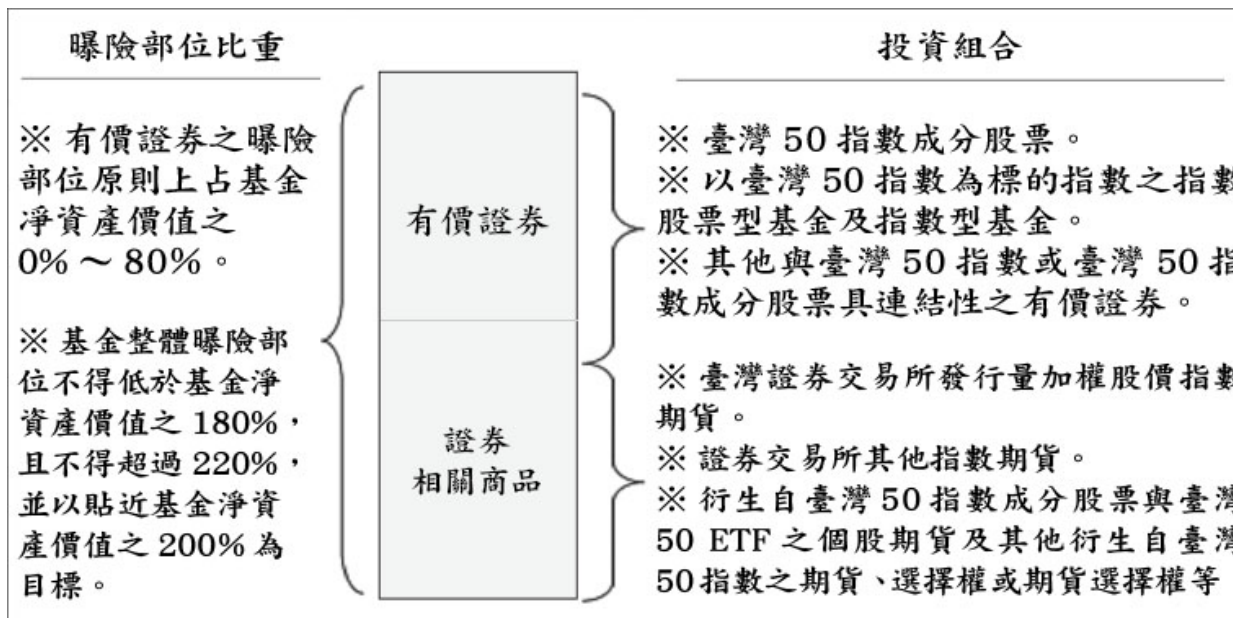 曝險部位比重
※ 有價證券之曝險
部位原則上占基金
淨資產價值之
0% ～ 80%。
※ 基金整體曝險部
位不得低於基金淨
資產價值之 180%，
且不得超過 220%，
並以貼近基金淨資
產價值之 200% 為
目標。
有價證券
證券
相關商品
投資組合
※ 臺灣 50 指數成分股票。
※ 以臺灣 50 指數為標的指數之指數
股票型基金及指數型基金。
※ 其他與臺灣 50 指數或臺灣 50 指
數成分股票具連結性之有價證券。
※ 臺灣證券交易所發行量加權股價指數
期貨。
※ 證券交易所其他指數期貨。
※ 衍生自臺灣 50 指數成分股票與臺灣
50 ETF 之個股期貨及其他衍生自臺灣
50 指數之期貨、選擇權或期貨選擇權等